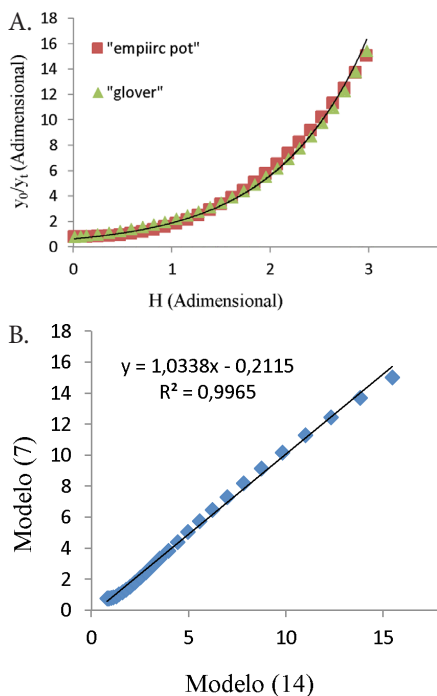 A.
18
16
14
12
10
8
6
4
2
0
y₀/yₜ (Adimensional)
"empiirc pot"
"glover"
0
1
2
3
H (Adimensional)
B.
18
16
14
12
10
8
6
4
2
0
Modelo (7)
y = 1,0338x - 0,2115
R² = 0,9965
0
5
10
15
Modelo (14)